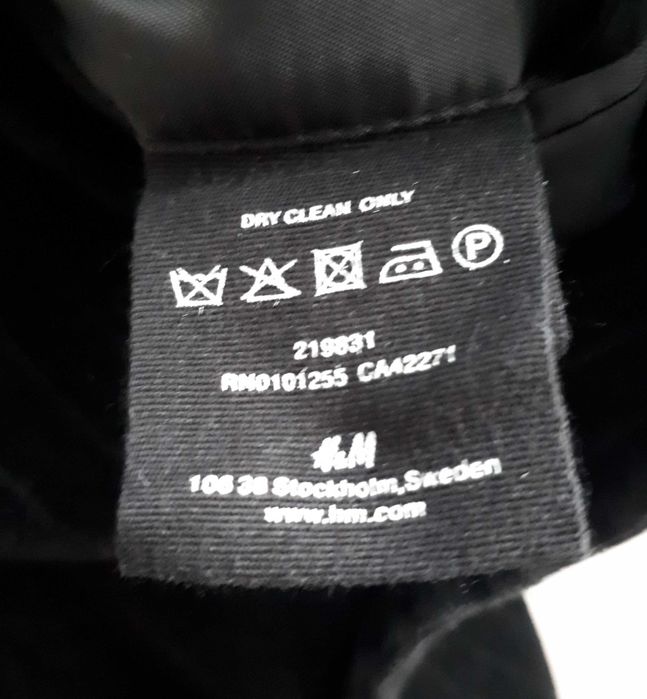 DRY CLEAN ONLY
P
219831
RN0101255 CA42271
H&M
106 38 Stockholm, Sweden
www.hm.com